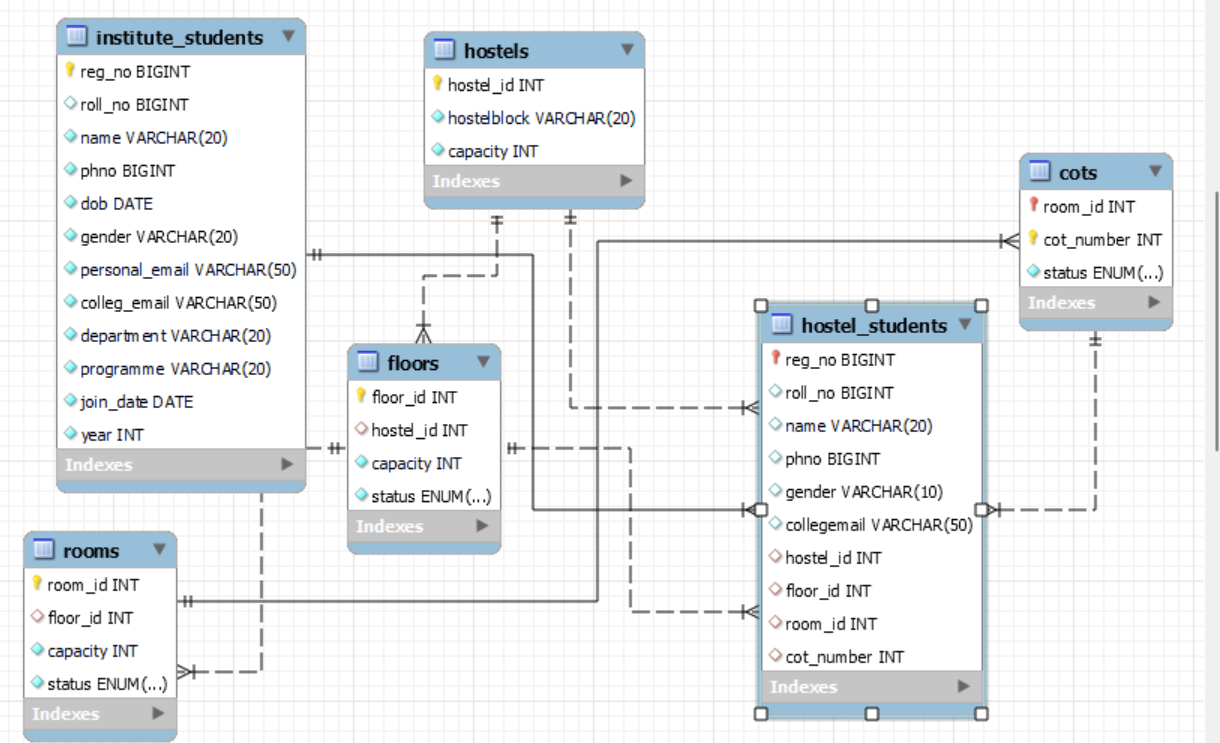 institute_students
reg_no BIGINT
roll_no BIGINT
name VARCHAR(20)
phno BIGINT
dob DATE
gender VARCHAR(20)
personal_email VARCHAR(50)
colleg_email VARCHAR(50)
department VARCHAR(20)
programme VARCHAR(20)
join_date DATE
year INT
Indexes
hostels
hostel_id INT
hostelblock VARCHAR(20)
capacity INT
Indexes
cots
room_id INT
cot_number INT
status ENUM(...)
Indexes
floors
floor_id INT
hostel_id INT
capacity INT
status ENUM(...)
Indexes
hostel_students
reg_no BIGINT
roll_no BIGINT
name VARCHAR(20)
phno BIGINT
gender VARCHAR(10)
collegemail VARCHAR(50)
hostel_id INT
floor_id INT
room_id INT
cot_number INT
Indexes
rooms
room_id INT
floor_id INT
capacity INT
status ENUM(...)
Indexes